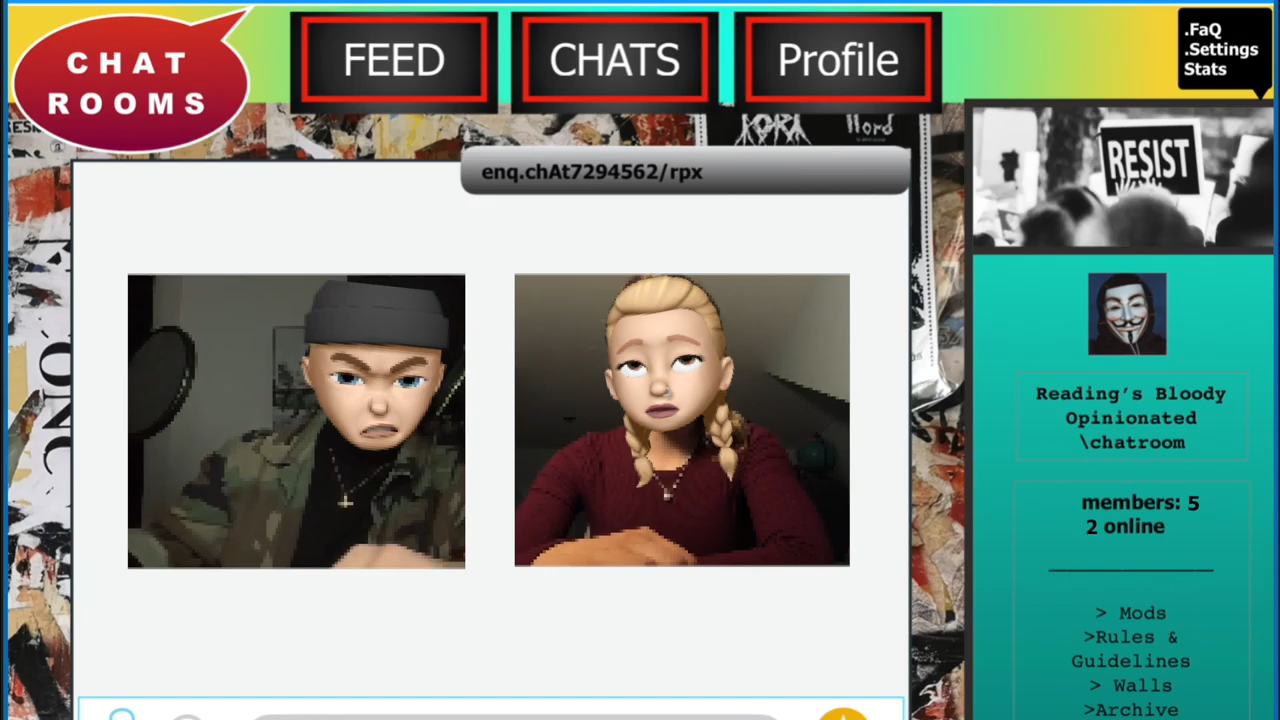 CHAT
ROOMS
FEED
CHATS
Profile
.FaQ
.Settings
Stats
enq.chAt7294562/rpx
RESIST
Reading's Bloody
Opinionated
\chatroom
members: 5
2 online
> Mods
>Rules &
Guidelines
> Walls
>Archive